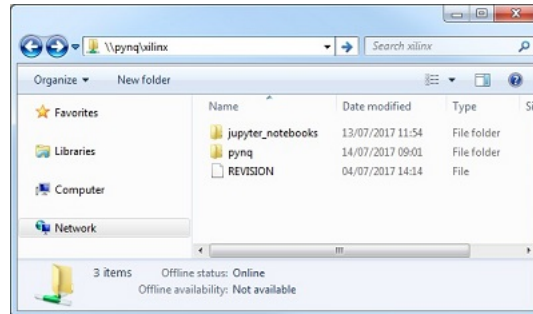 \\pynq\xilinx
Search xilinx
Organize
New folder
Name
Date modified
Type
Si
Favorites
Libraries
Computer
Network
jupyter_notebooks 13/07/2017 11:54 File folder
pynq 14/07/2017 09:01 File folder
REVISION 04/07/2017 14:14 File
3 items Offline status: Online
Offline availability: Not available